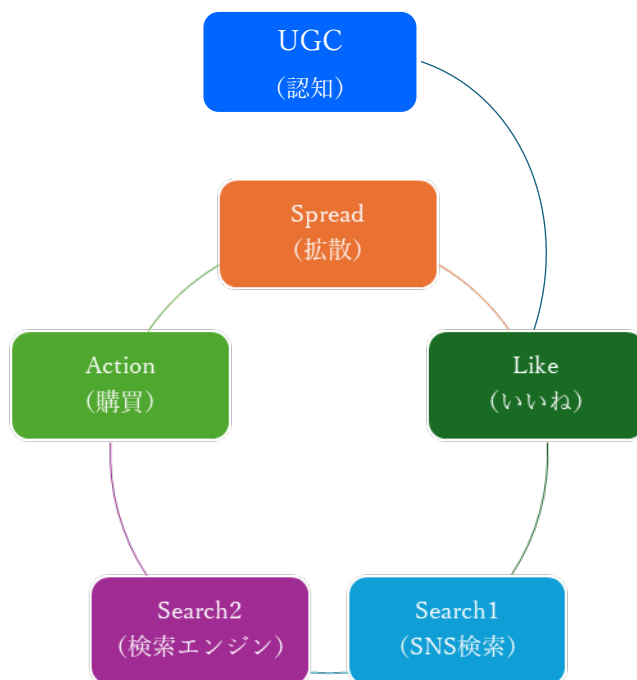 UGC
（認知）
Spread
（拡散）
Action
（購買）
Like
（いいね）
Search2
（検索エンジン）
Search1
（SNS検索）